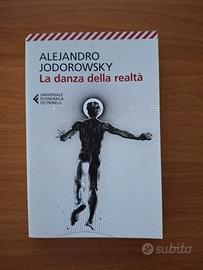 ALEJANDRO
JODOROWSKY
La danza della realtà
UNIVERSALE
ECONOMICA
FELTRINELLI
subito